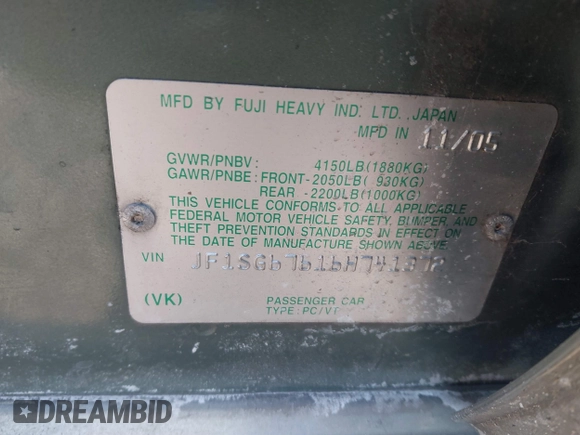 MFD BY FUJI HEAVY IND: LTD. JAPAN
MFD IN 11/05
GVWR/PNBV: 4150LB(1880KG)
GAWR/PNBE: FRONT-2050LB( 930KG)
REAR -2200LB(1000KG)
THIS VEHICLE CONFORMS TO ALL APPLICABLE
FEDERAL MOTOR VEHICLE SAFETY, BUMPER, AND
THEFT PREVENTION STANDARDS IN EFFECT ON
THE DATE OF MANUFACTURE SHOWN ABOVE.
VIN
(VK) PASSENGER CAR
TYPE: PC/VP
DREAMBID